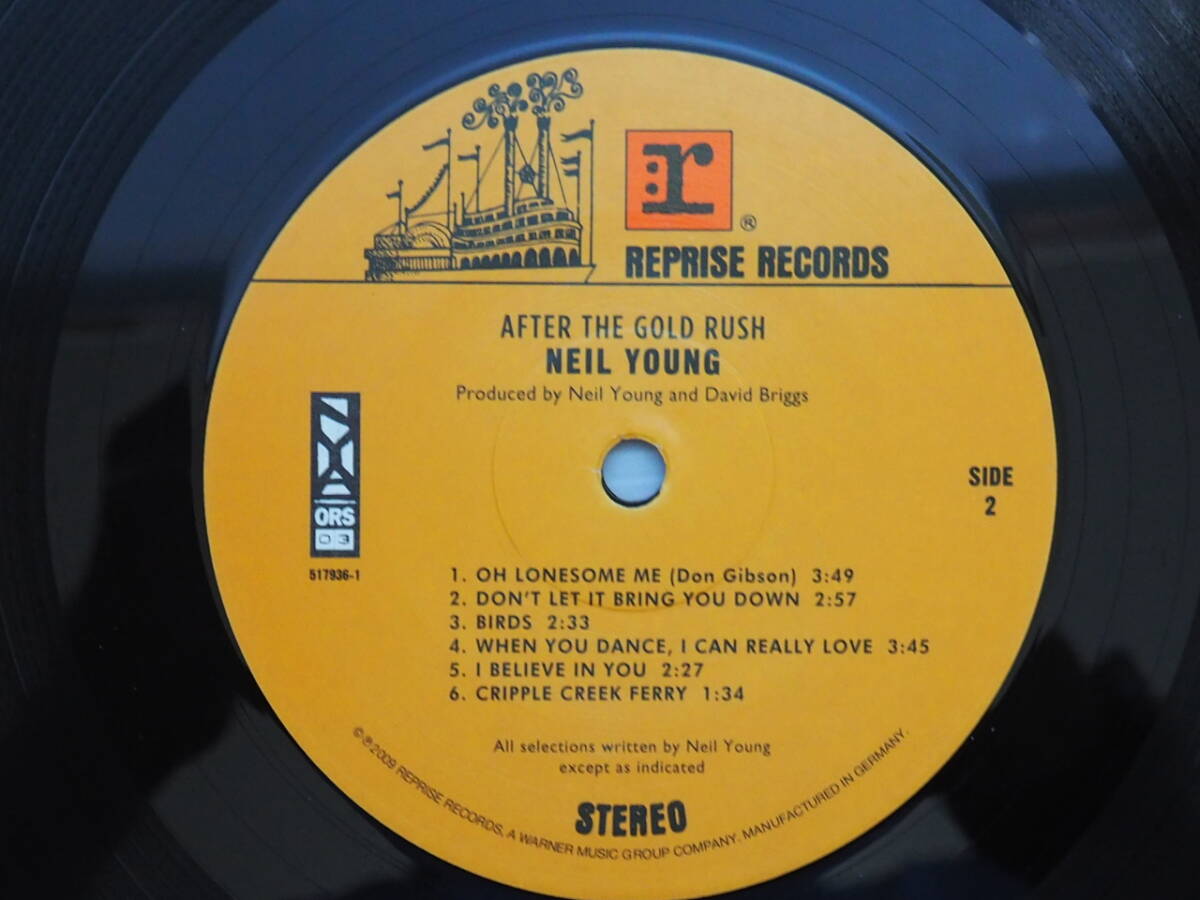 r
®
REPRISE RECORDS
AFTER THE GOLD RUSH
NEIL YOUNG
Produced by Neil Young and David Briggs
NYA
ORS
03
517936-1
SIDE
2
1. OH LONESOME ME (Don Gibson) 3:49
2. DON'T LET IT BRING YOU DOWN 2:57
3. BIRDS 2:33
4. WHEN YOU DANCE, I CAN REALLY LOVE 3:45
5. I BELIEVE IN YOU 2:27
6. CRIPPLE CREEK FERRY 1:34
All selections written by Neil Young
except as indicated
STEREO
©℗2009 REPRISE RECORDS, A WARNER MUSIC GROUP COMPANY. MANUFACTURED IN GERMANY.